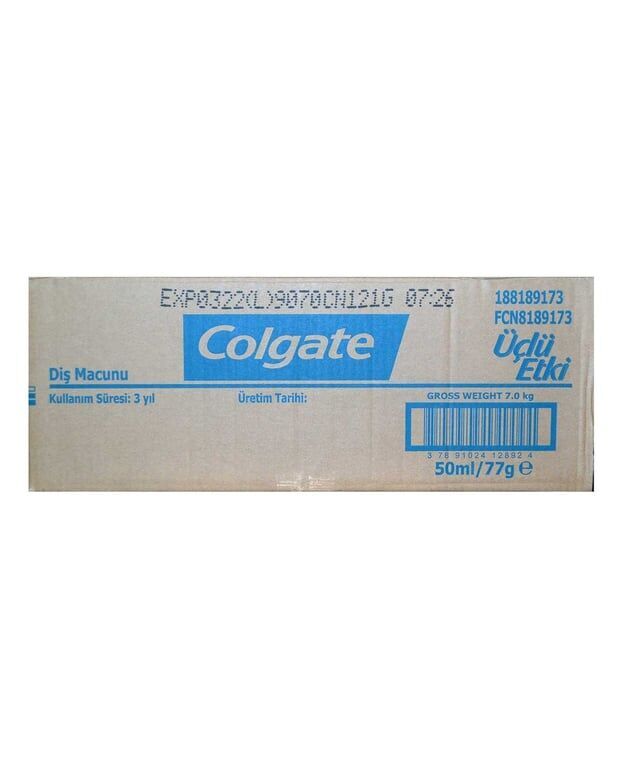 EXP0322(L)9070CN121G 07:26
188189173
FCN8189173
Colgate
Üçlü
Etki
Diş Macunu
Kullanım Süresi: 3 yıl
Üretim Tarihi:
GROSS WEIGHT 7.0 kg
3 78 91024 12892 4
50ml/77g ℮